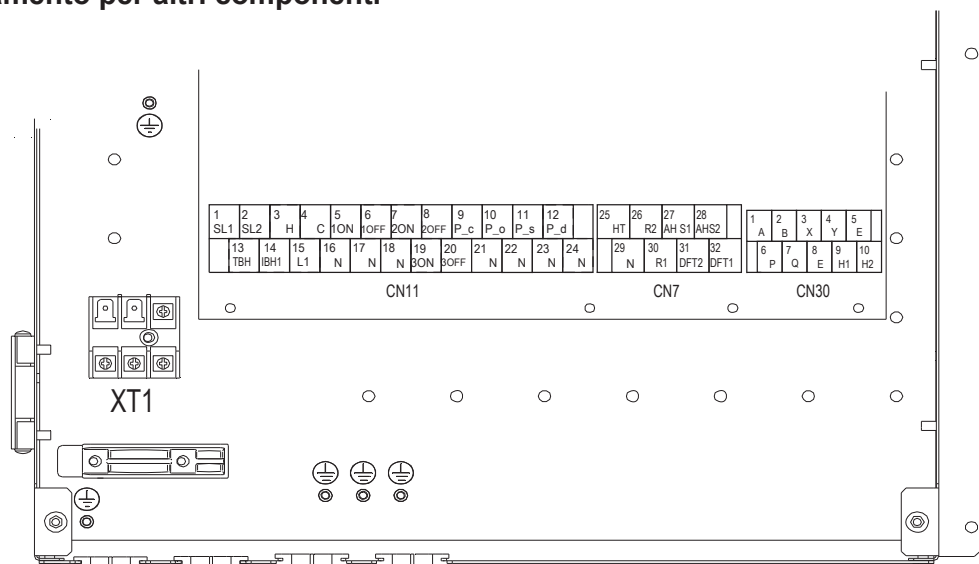 per altri componenti
1 2 3 4 5 6 7 8 9 10 11 12
SL1 SL2 H C 1ON 1OFF 2ON 2OFF P_c P_o P_s P_d
13 14 15 16 17 18 19 20 21 22 23 24
TBH IBH1 L1 N N N 3ON 3OFF N N N N
CN11
25 26 27 28
HT R2 AHS1 AHS2
29 30 31 32
N R1 DFT2 DFT1
CN7
1 2 3 4 5
A B X Y E
6 7 8 9 10
P Q E H1 H2
CN30
XT1